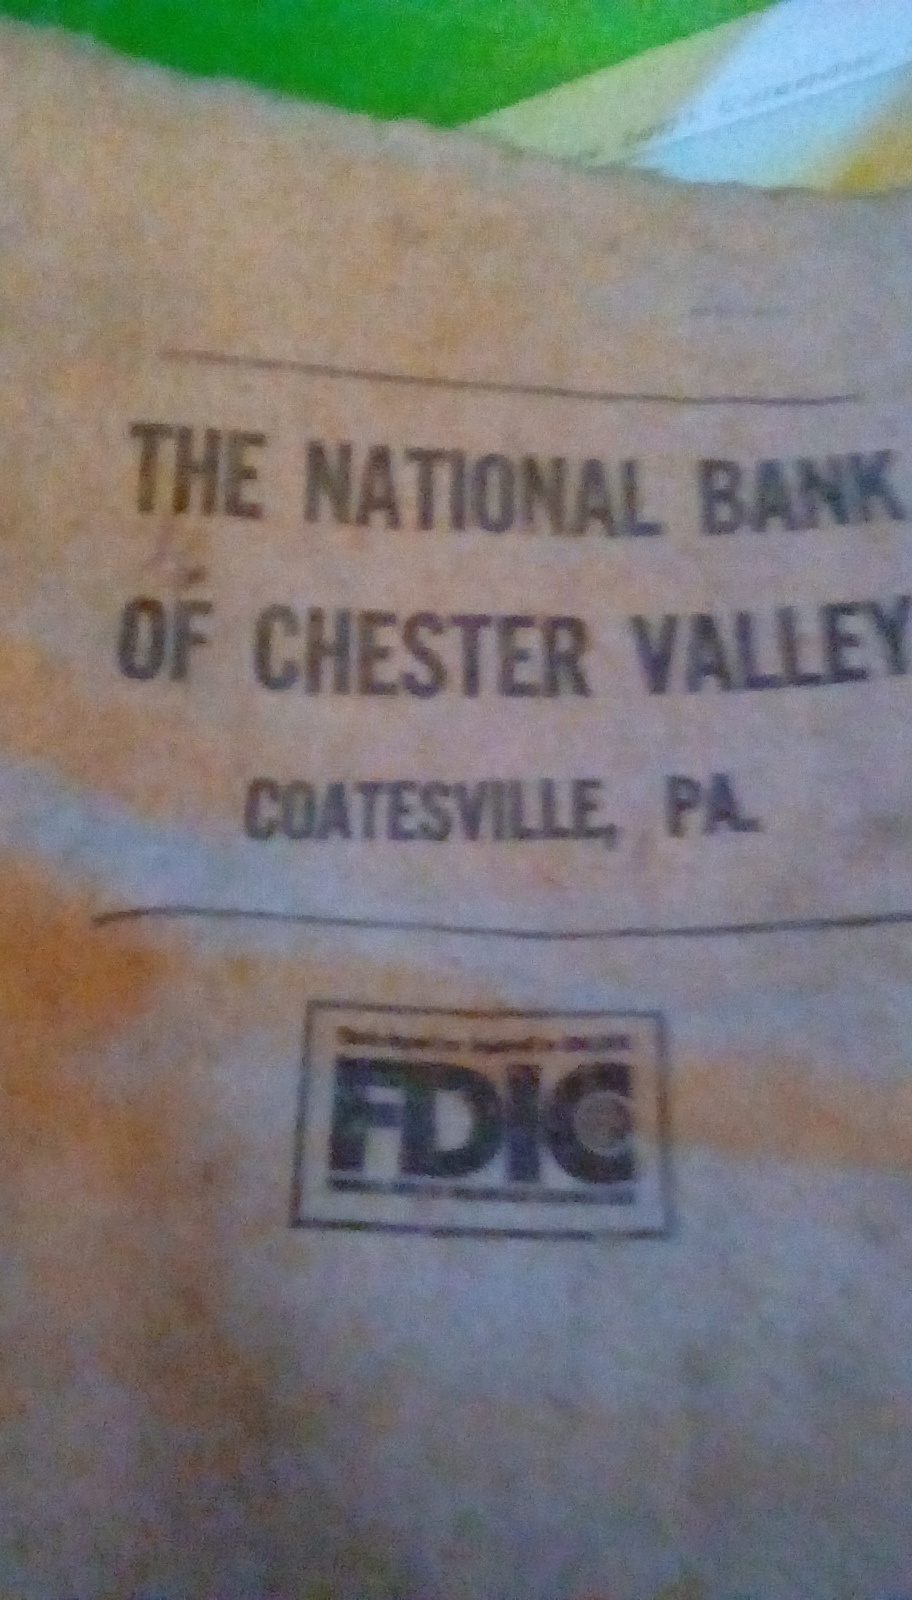 THE NATIONAL BANK
OF CHESTER VALLEY
COATESVILLE, PA.
FDIC